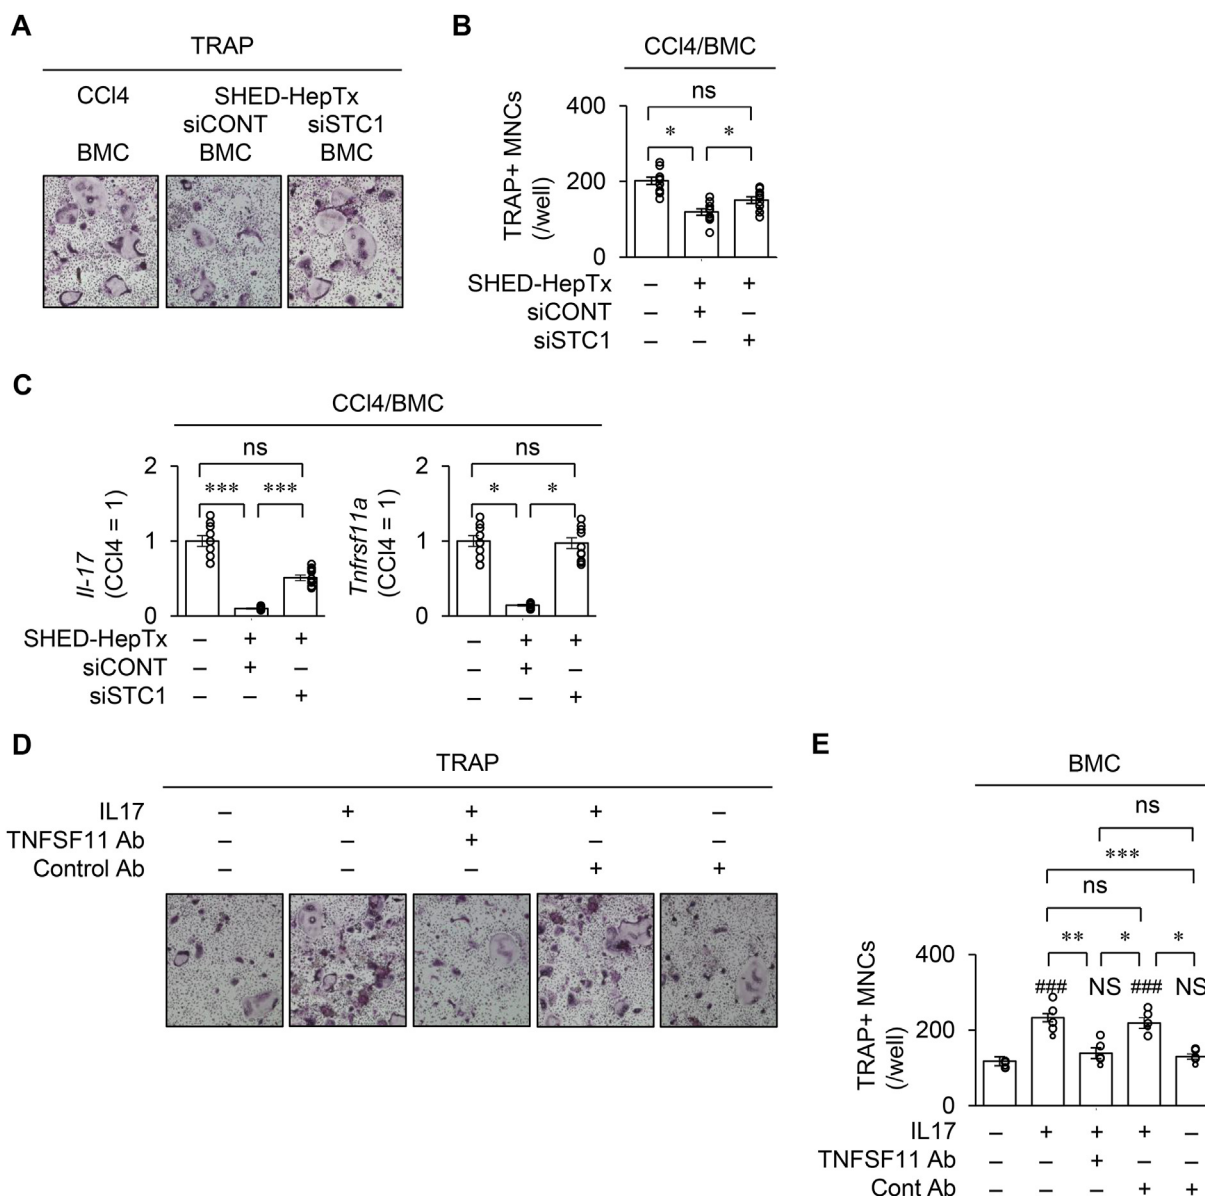 A
TRAP
CCl4 SHED-HepTx
siCONT siSTC1
BMC BMC BMC
B
CCl4/BMC
ns
* *
TRAP+ MNCs
(/well)
400
200
0
SHED-HepTx – + +
siCONT – + –
siSTC1 – – +
C
CCl4/BMC
ns
*** ***
Il-17
(CCl4 = 1)
2
1
0
ns
* *
Tnfrsf11a
(CCl4 = 1)
2
1
0
SHED-HepTx – + + – + +
siCONT – + – – + –
siSTC1 – – + – – +
D
TRAP
IL17 – + + + –
TNFSF11 Ab – – + – –
Control Ab – – – + +
E
BMC
ns
***
ns
** * *
### NS ### NS
TRAP+ MNCs
(/well)
400
200
0
IL17 – + + + –
TNFSF11 Ab – – + – –
Cont Ab – – – + +